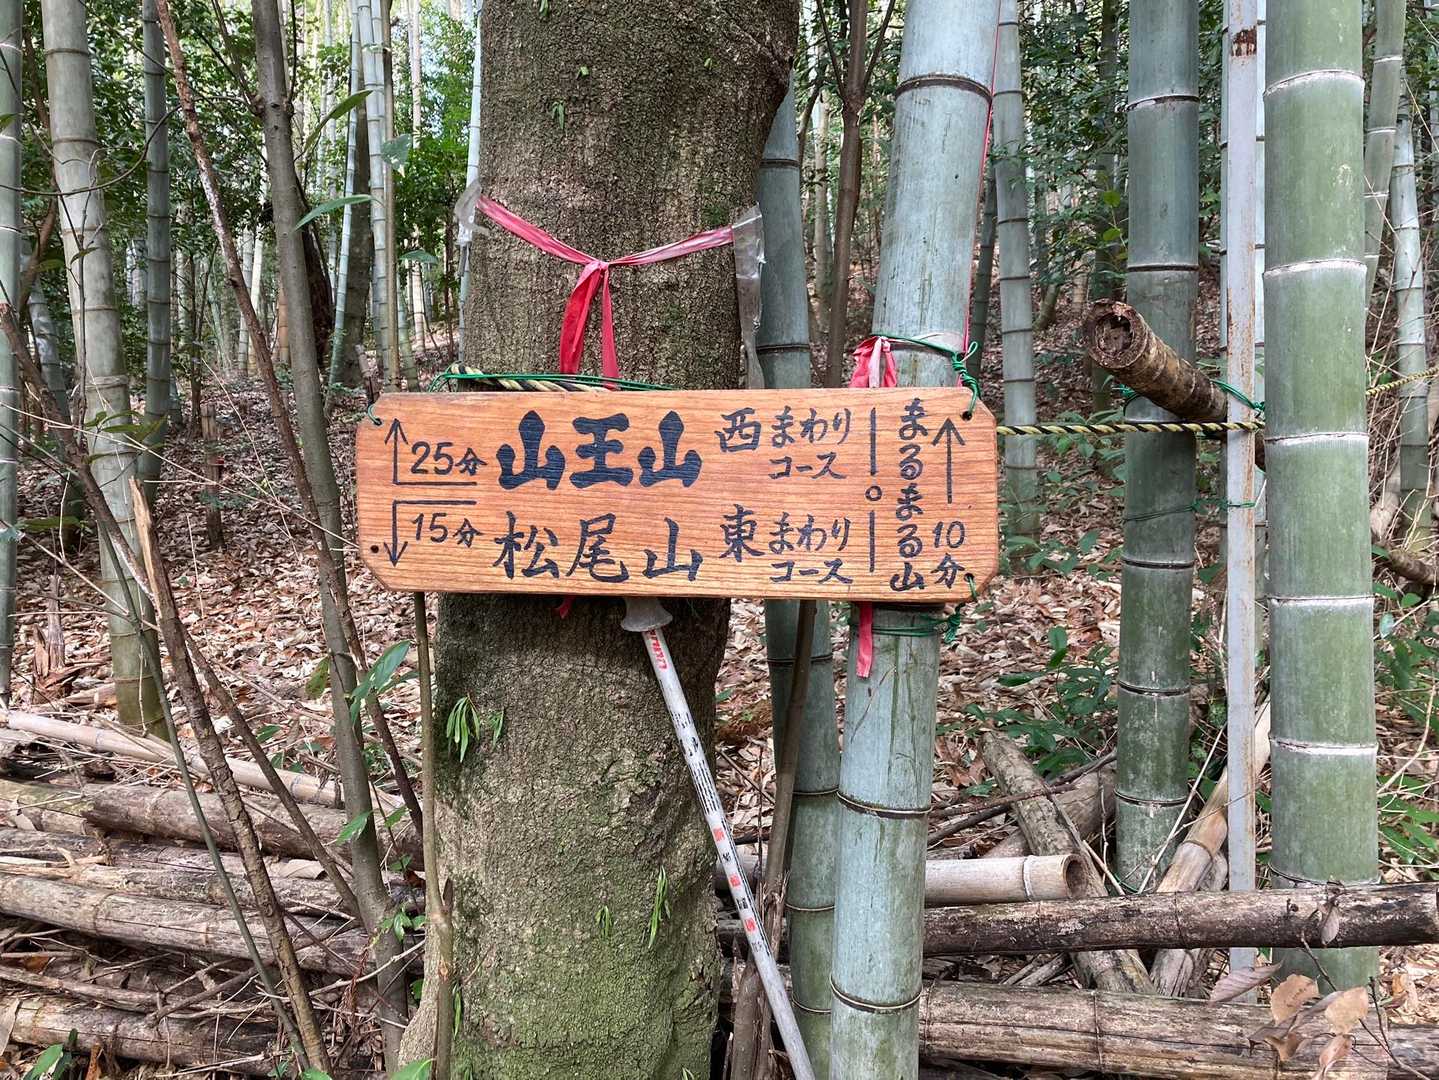 ↑25分 山王山 西まわりコース
↓15分 松尾山 東まわりコース
まるまる山
↑10分